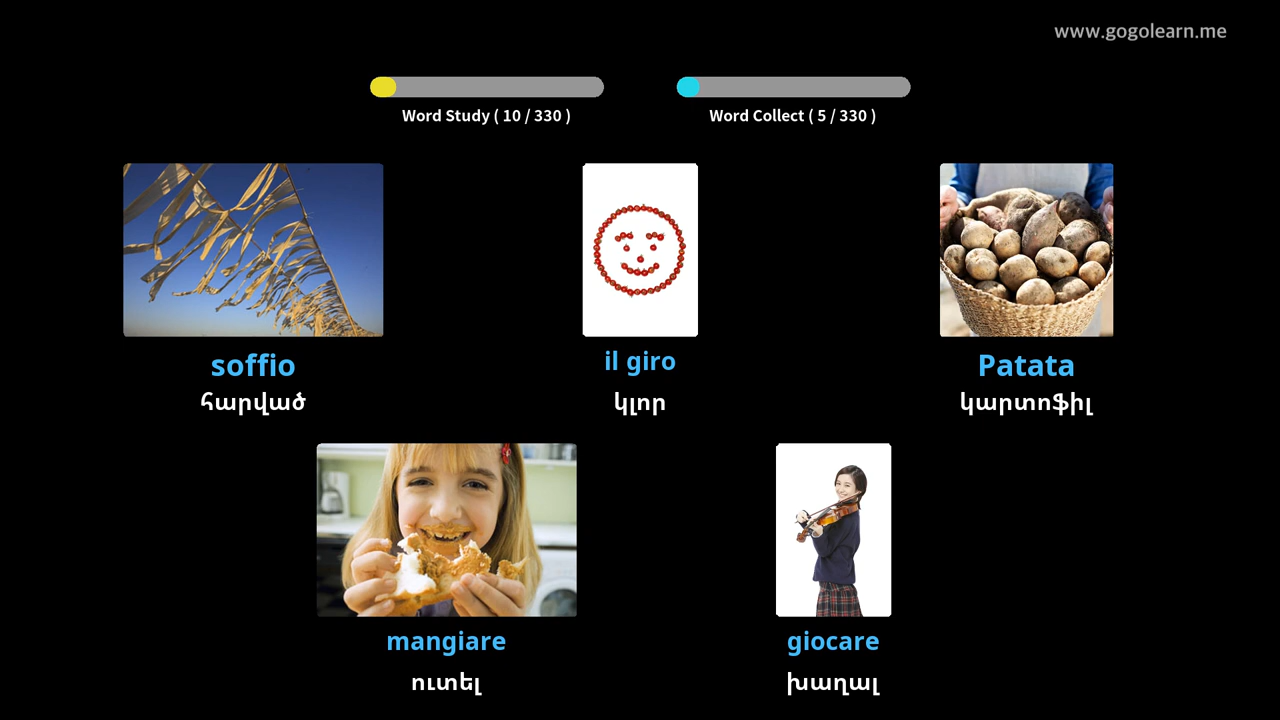 www.gogolearn.me
Word Study ( 10 / 330 )
Word Collect ( 5 / 330 )
soffio
հարված
il giro
կլոր
Patata
կարտոֆիլ
mangiare
ուտել
giocare
խաղալ